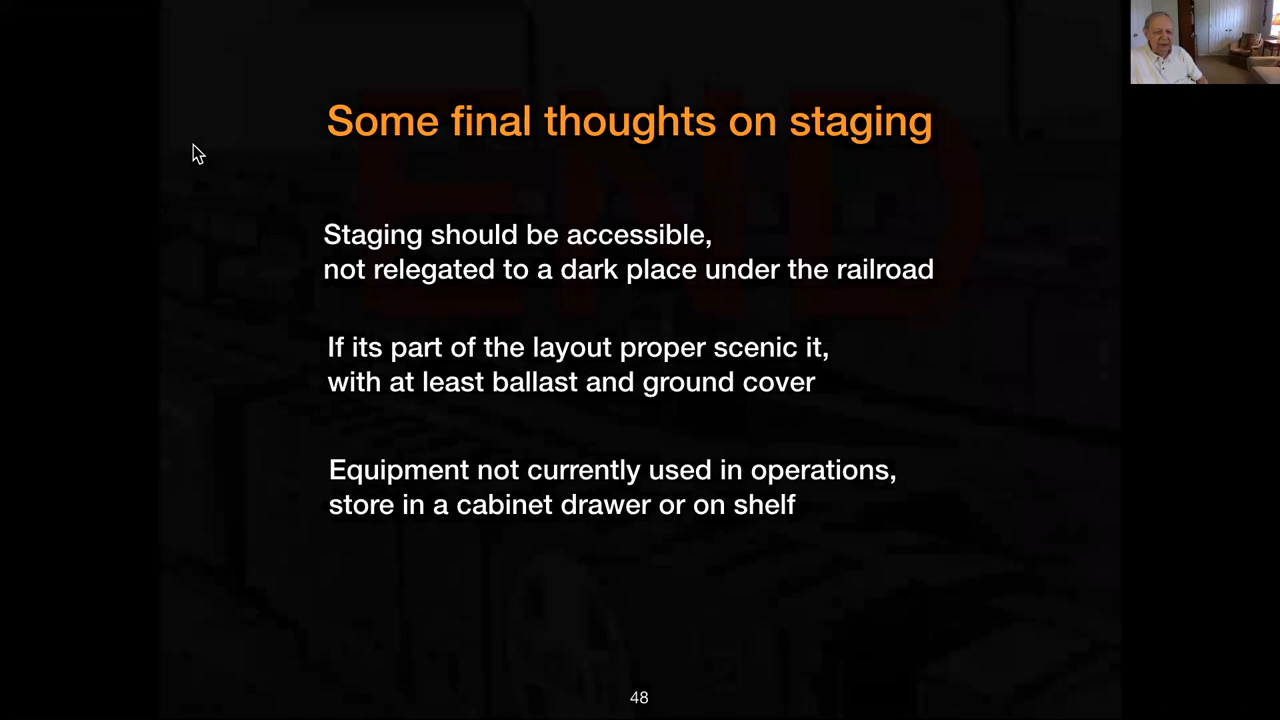 Some final thoughts on staging
Staging should be accessible,
not relegated to a dark place under the railroad
If its part of the layout proper scenic it,
with at least ballast and ground cover
Equipment not currently used in operations,
store in a cabinet drawer or on shelf
48
END